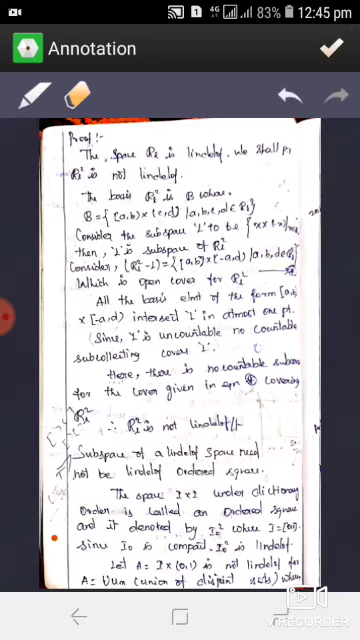 4G 83% 12:45 pm
Annotation
Proof :-
The space Rl is lindelof. We shall
Rl² is not lindelof.
The basis Rl² is B where,
B = { [a,b) × [c,d) | a,b,c,d ∈ Rl }
Consider the subspace 'L' to be
then, 'L' is subspace of Rl²
Consider, (Rl² - L) = { [a,b) × [-a,d) | a,b,d ∈ R }
Which is open cover for Rl²
All the basis elmt of the form [a,b)
× [-a,d) intersed 'L' in atmost one pt.
(Since, 'L' is uncountable no countable
subcollecting covers 'L'.
Here, there is no countable
for the cover given in eqn covering
Rl²
∴ Rl² is not lindelof//-
Subspace of a lindelof space need
not be lindelof ordered square.
The space I×I under dictionary
Order is called an Ordered square
and it denoted by I₀² where I=[0,1].
since I₀ is compact. I₀² is lindelof.
Let A = I × (0,1) is not lindelof for
A = (union of disjoint sets) where
V RECORDER